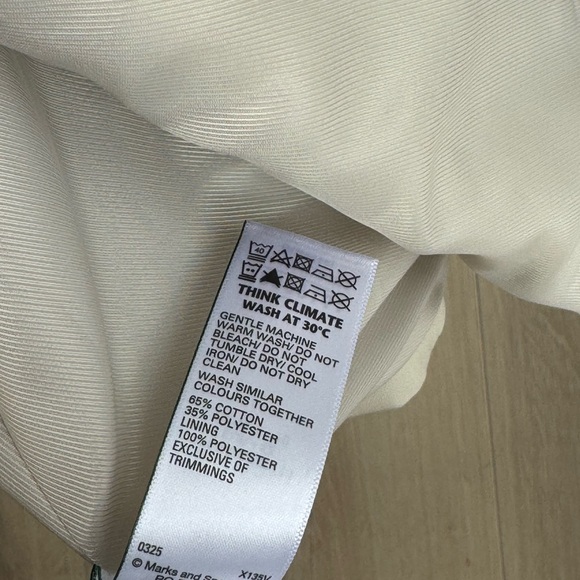 40
THINK CLIMATE
WASH AT 30°C
GENTLE MACHINE
WARM WASH/ DO NOT
BLEACH/ DO NOT
TUMBLE DRY/ COOL
IRON/ DO NOT DRY
CLEAN
WASH SIMILAR
COLOURS TOGETHER
65% COTTON
35% POLYESTER
LINING
100% POLYESTER
EXCLUSIVE OF
TRIMMINGS
0325
© Marks and X135V